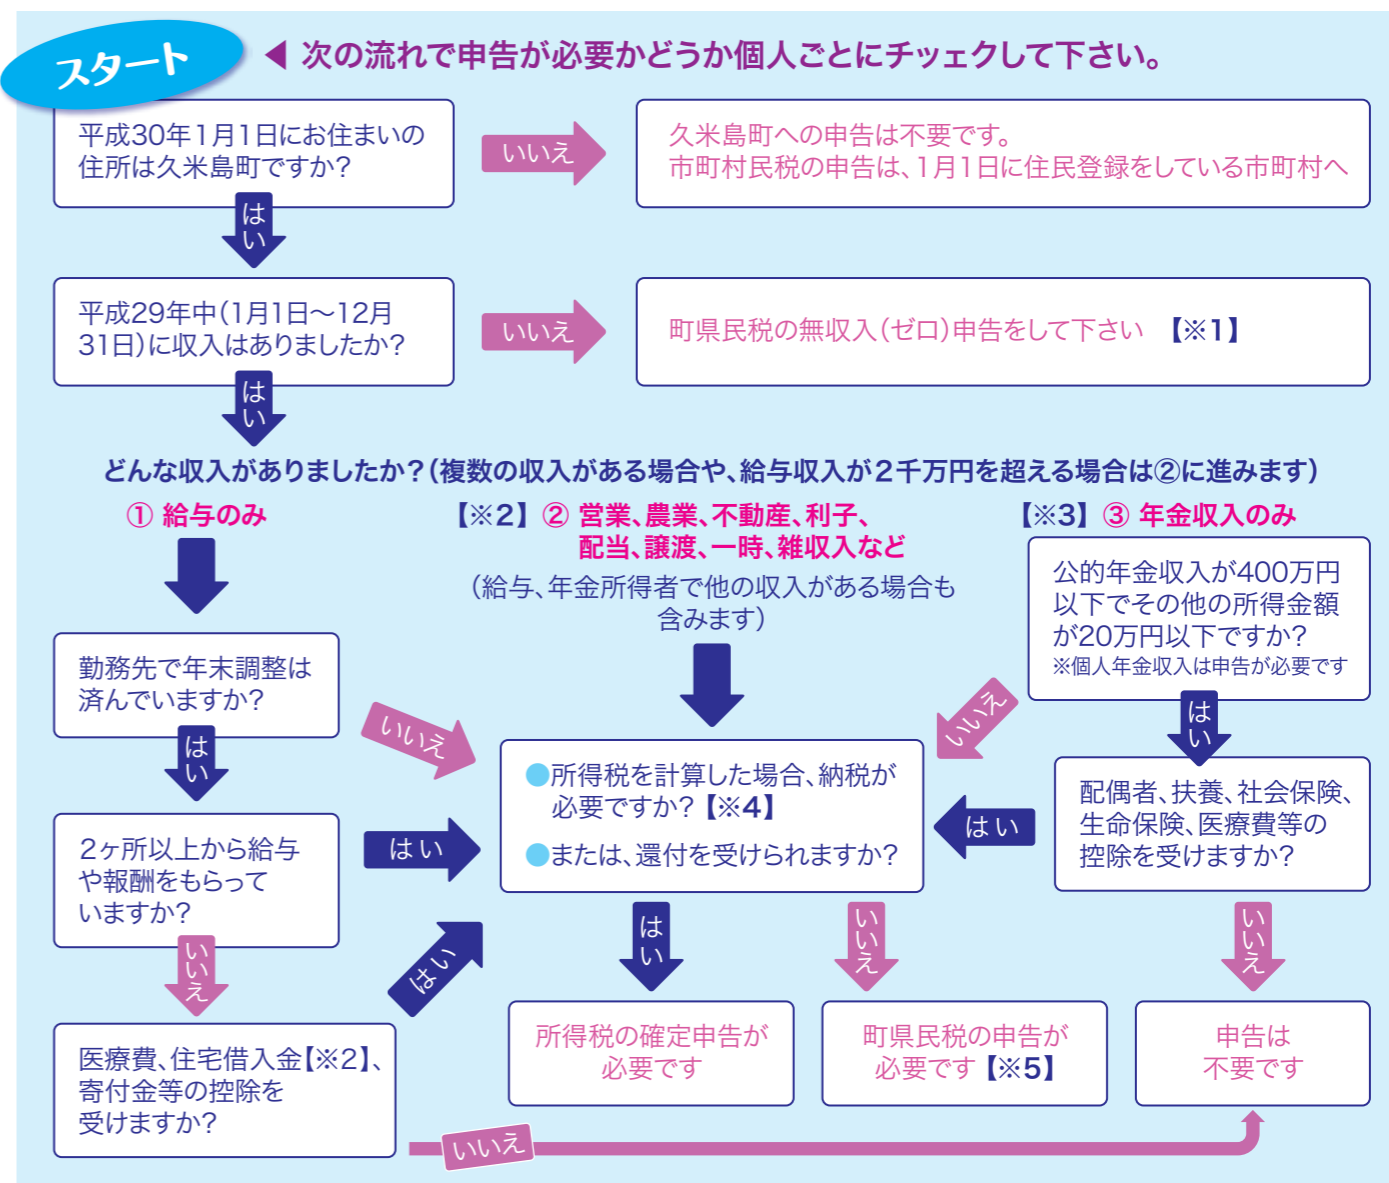 スタート
◀ 次の流れで申告が必要かどうか個人ごとにチッェクして下さい。
平成30年1月1日にお住まいの
住所は久米島町ですか?
いいえ
久米島町への申告は不要です。
市町村民税の申告は、1月1日に住民登録をしている市町村へ
はい
平成29年中(1月1日〜12月
31日)に収入はありましたか?
いいえ
町県民税の無収入(ゼロ)申告をして下さい 【※1】
はい
どんな収入がありましたか?(複数の収入がある場合や、給与収入が2千万円を超える場合は②に進みます)
① 給与のみ
【※2】② 営業、農業、不動産、利子、
配当、譲渡、一時、雑収入など
(給与、年金所得者で他の収入がある場合も
含みます)
【※3】③ 年金収入のみ
公的年金収入が400万円
以下でその他の所得金額
が20万円以下ですか?
※個人年金収入は申告が必要です
勤務先で年末調整は
済んでいますか?
いいえ
いいえ
はい
はい
●所得税を計算した場合、納税が
必要ですか?【※4】
●または、還付を受けられますか?
配偶者、扶養、社会保険、
生命保険、医療費等の
控除を受けますか?
はい
2ヶ所以上から給与
や報酬をもらって
いますか?
はい
いいえ
はい
はい
いいえ
いいえ
医療費、住宅借入金【※2】、
寄付金等の控除を
受けますか?
所得税の確定申告が
必要です
町県民税の申告が
必要です【※5】
申告は
不要です
いいえ